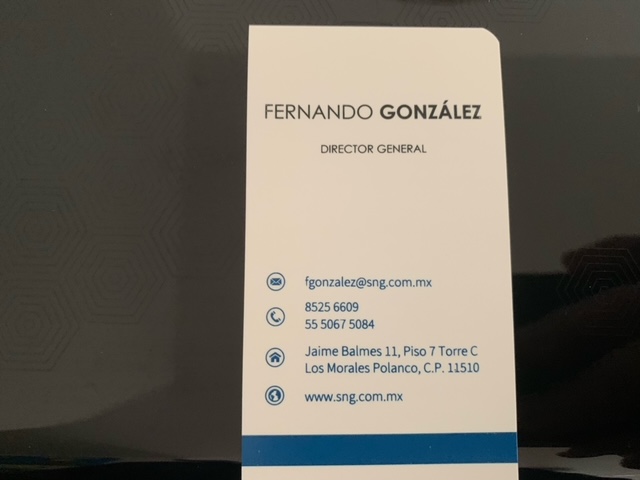 FERNANDO GONZÁLEZ
DIRECTOR GENERAL
fgonzalez@sng.com.mx
8525 6609
55 5067 5084
Jaime Balmes 11, Piso 7 Torre C
Los Morales Polanco, C.P. 11510
www.sng.com.mx